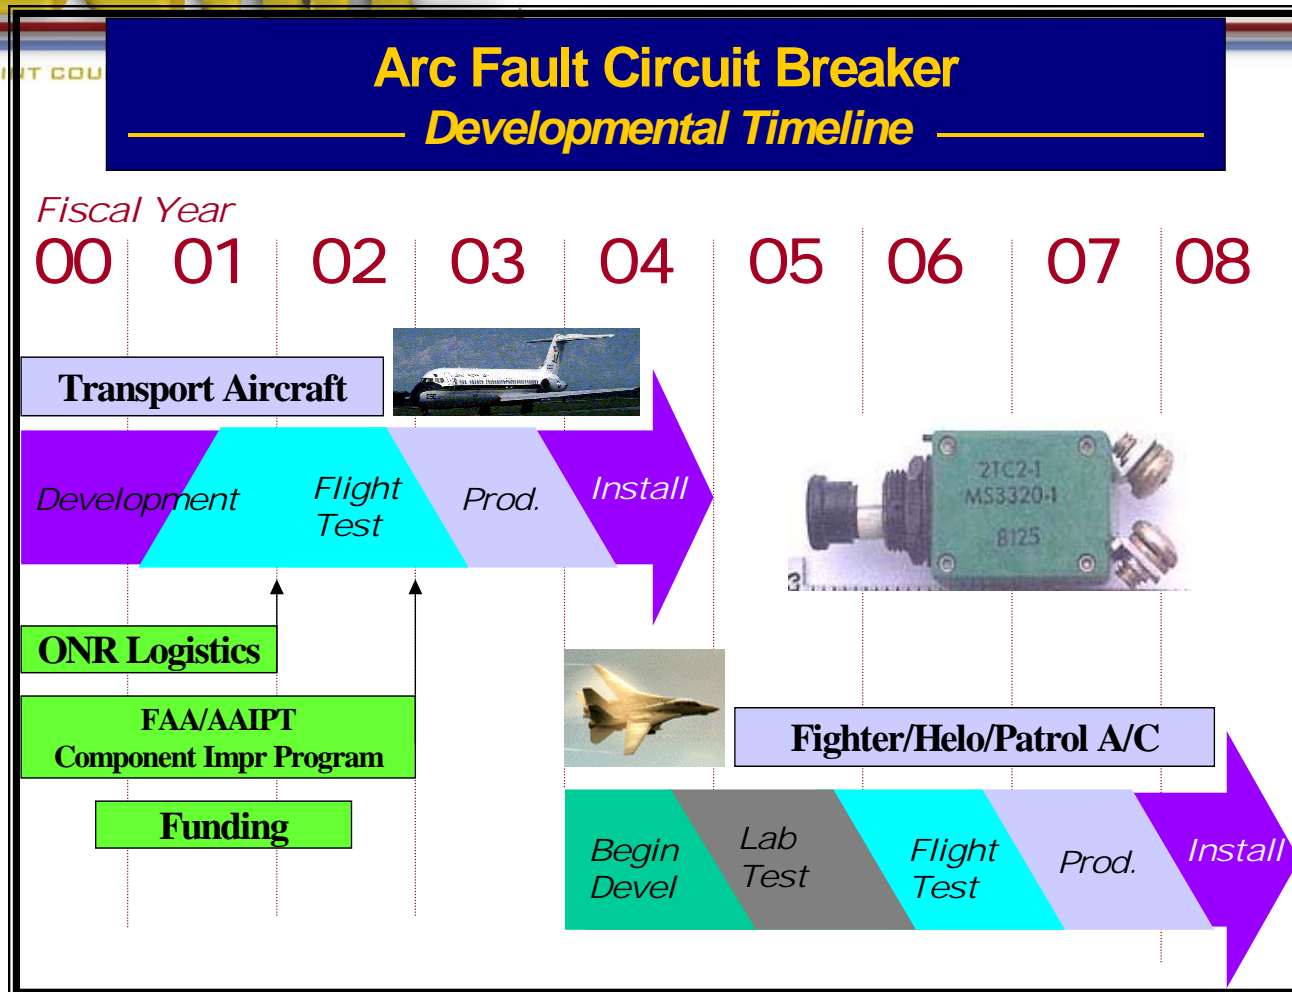 Arc Fault Circuit Breaker
Developmental Timeline
INT COU
Fiscal Year
00 01 02 03 04 05 06 07 08
Transport Aircraft
Development
Flight
Test
Prod.
Install
2TC2-1
MS3320-1
8125
ONR Logistics
FAA/AAIPT
Component Impr Program
Funding
Fighter/Helo/Patrol A/C
Begin
Devel
Lab
Test
Flight
Test
Prod.
Install